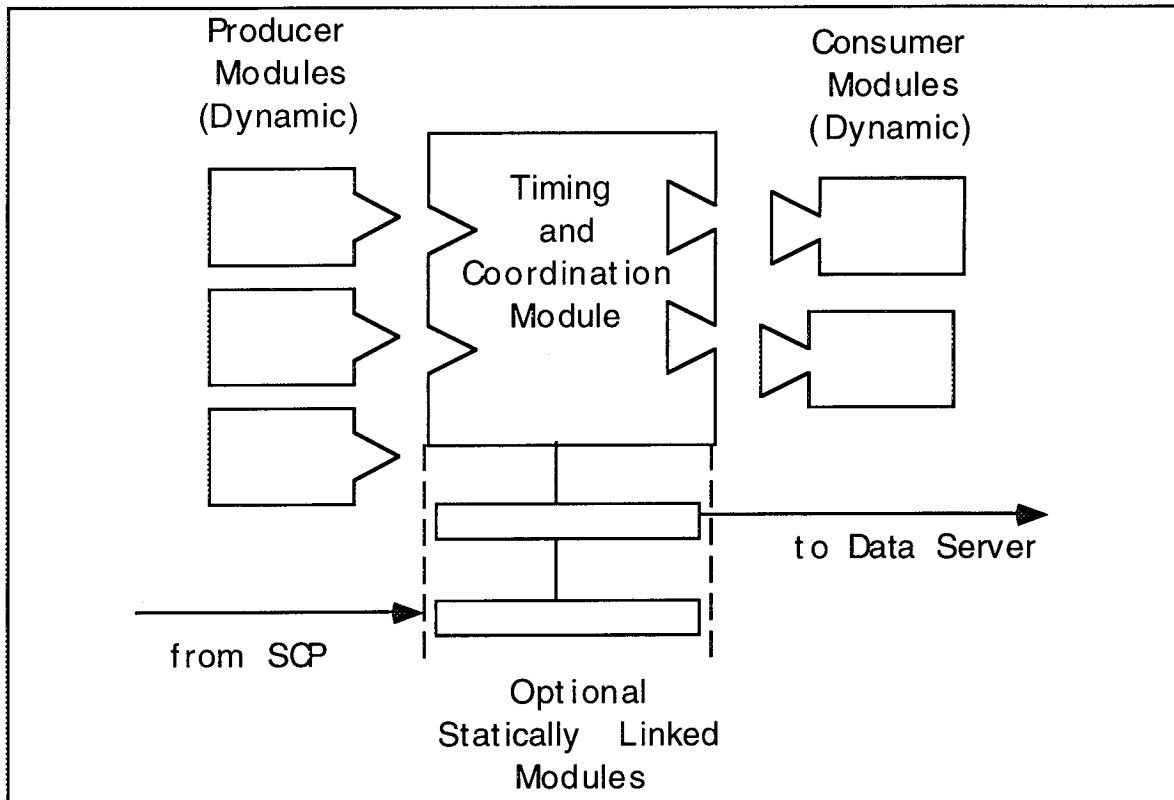 Producer
Modules
(Dynamic)
Consumer
Modules
(Dynamic)
Timing
and
Coordination
Module
to Data Server
from SCP
Optional
Statically Linked
Modules